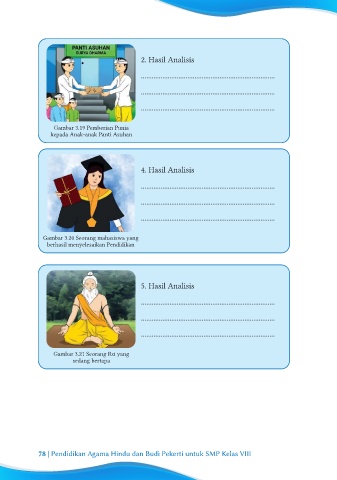 PANTI ASUHAN
SURYA DHARMA
2. Hasil Analisis
Gambar 3.19 Pemberian Punia
kepada Anak-anak Panti Asuhan
4. Hasil Analisis
Gambar 3.20 Seorang mahasiswa yang
berhasil menyelesaikan Pendidikan
5. Hasil Analisis
Gambar 3.21 Seorang Rsi yang
sedang bertapa
78 | Pendidikan Agama Hindu dan Budi Pekerti untuk SMP Kelas VIII